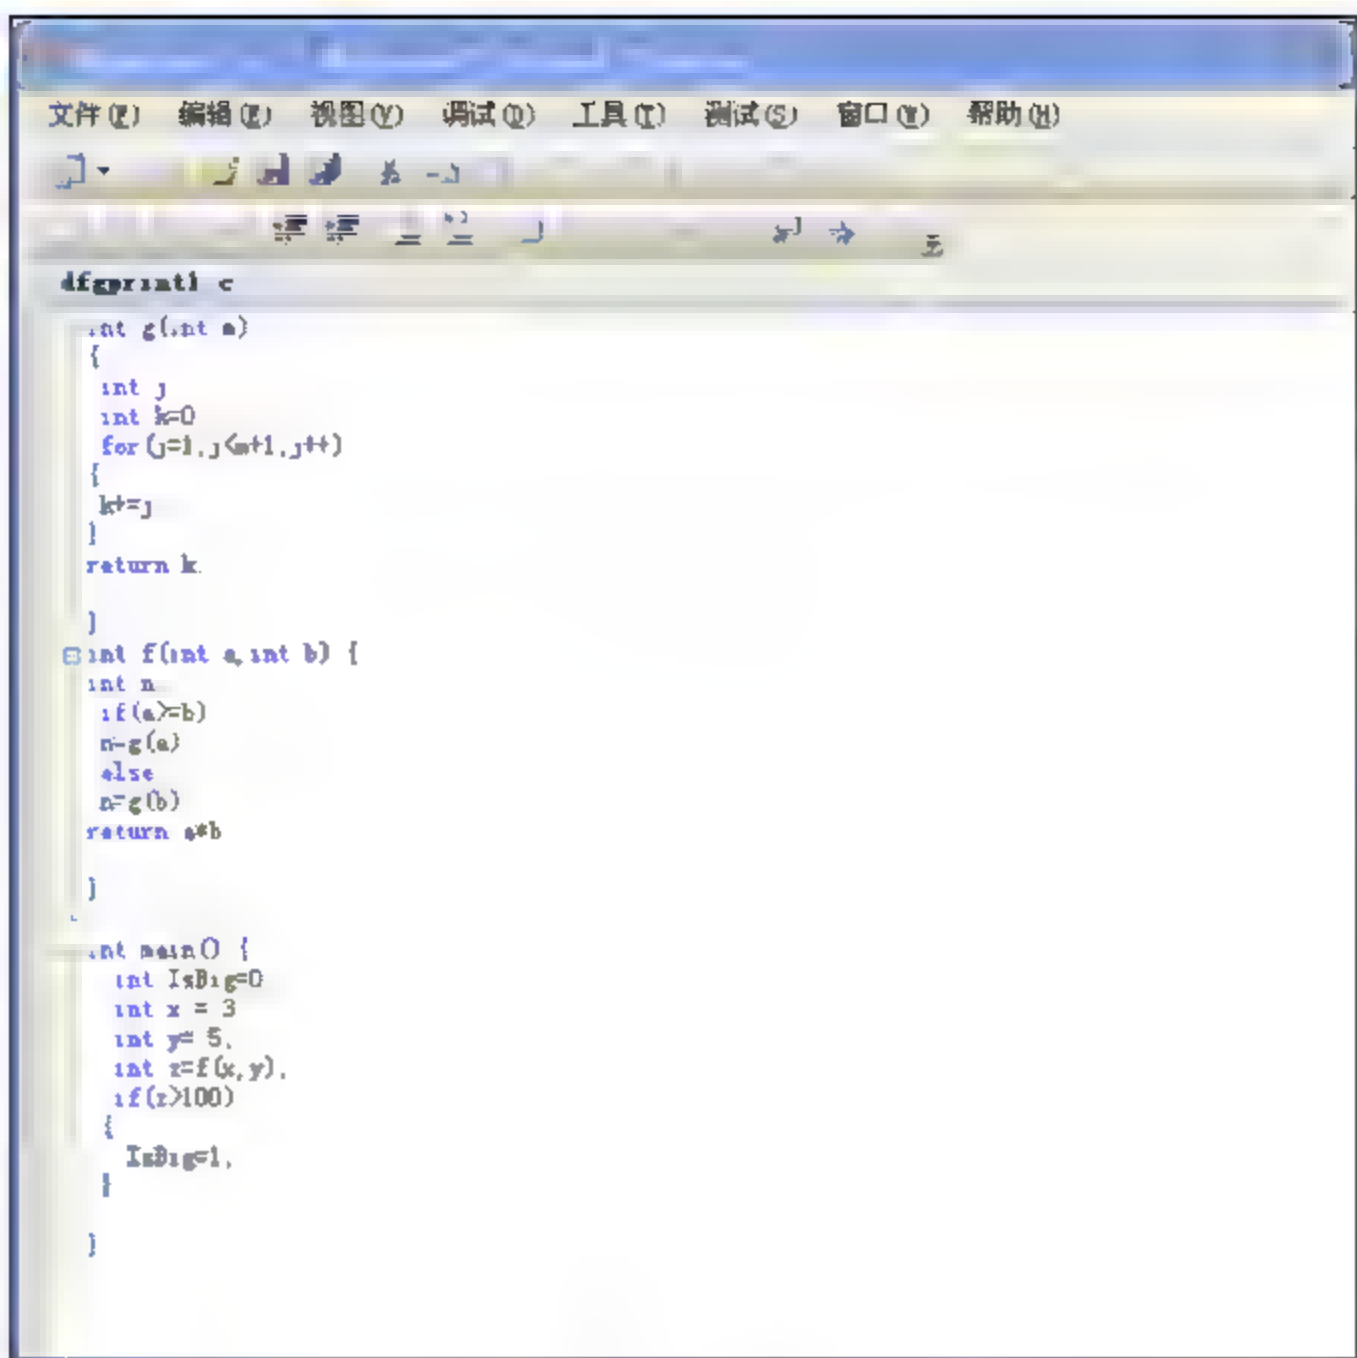 文件(F) 编辑(E) 视图(V) 调试(D) 工具(T) 测试(S) 窗口(W) 帮助(H)
int g(int m)
{
int j
int k=0
for(j=1,j<m+1,j++)
{
k+=j
}
return k
}
int f(int a,int b) {
int n
if(a>=b)
n=g(a)
else
n=g(b)
return a*b
}
int main() {
int IsBig=0
int x = 3
int y= 5,
int z=f(x,y),
if(z>100)
{
IsBig=1,
}
}